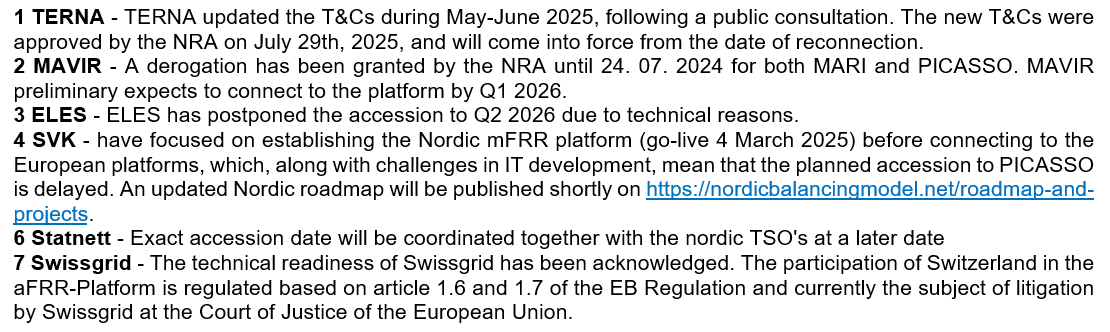 1 TERNA - TERNA updated the T&Cs during May-June 2025, following a public consultation. The new T&Cs were
approved by the NRA on July 29th, 2025, and will come into force from the date of reconnection.
2 MAVIR - A derogation has been granted by the NRA until 24. 07. 2024 for both MARI and PICASSO. MAVIR
preliminary expects to connect to the platform by Q1 2026.
3 ELES - ELES has postponed the accession to Q2 2026 due to technical reasons.
4 SVK - have focused on establishing the Nordic mFRR platform (go-live 4 March 2025) before connecting to the
European platforms, which, along with challenges in IT development, mean that the planned accession to PICASSO
is delayed. An updated Nordic roadmap will be published shortly on https://nordicbalancingmodel.net/roadmap-and-
projects.
6 Statnett - Exact accession date will be coordinated together with the nordic TSO's at a later date
7 Swissgrid - The technical readiness of Swissgrid has been acknowledged. The participation of Switzerland in the
aFRR-Platform is regulated based on article 1.6 and 1.7 of the EB Regulation and currently the subject of litigation
by Swissgrid at the Court of Justice of the European Union.